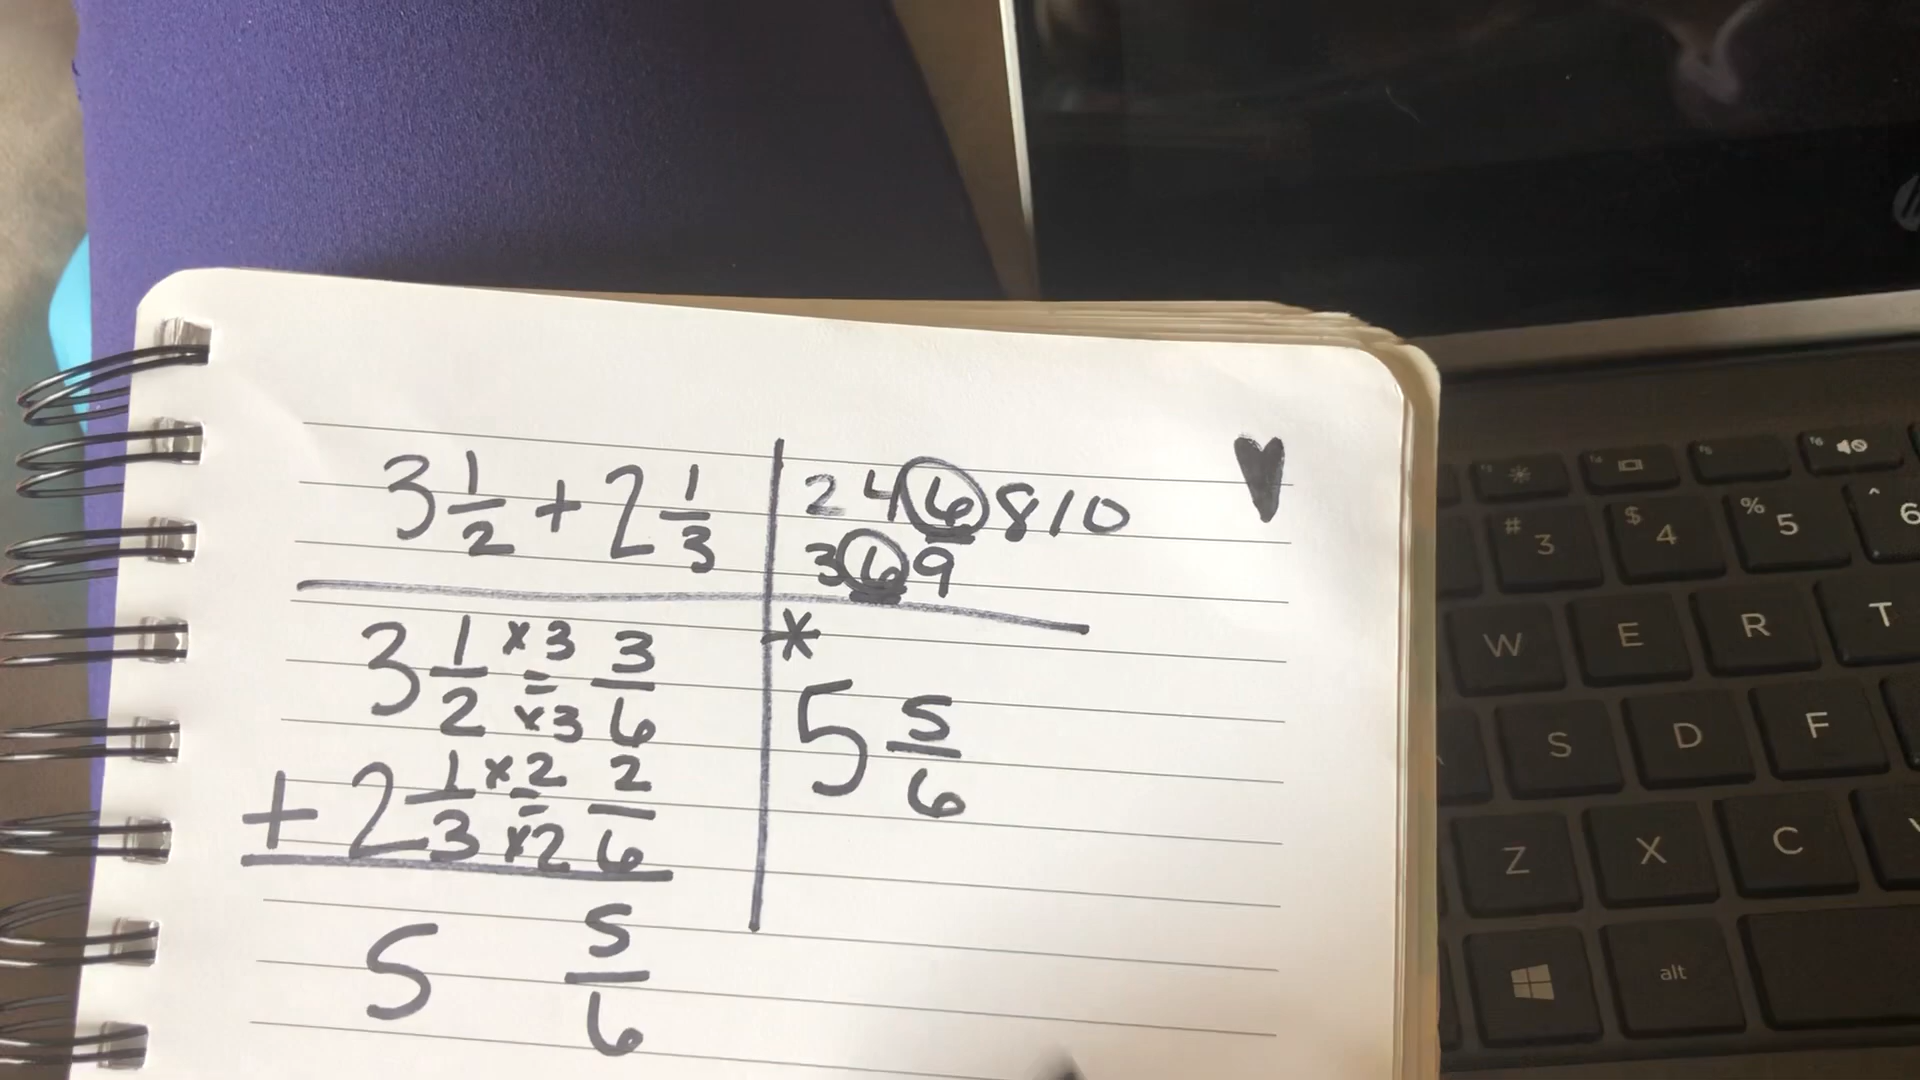 3 1/2 + 2 1/3
2 4 6 8 10
3 6 9
3 1/2 ×3 = ×3 3/6
+ 2 1/3 ×2 = ×2 2/6
5 5/6
*
5 5/6
# 3
$ 4
% 5
^ 6
W E R T
S D F
Z X C
alt